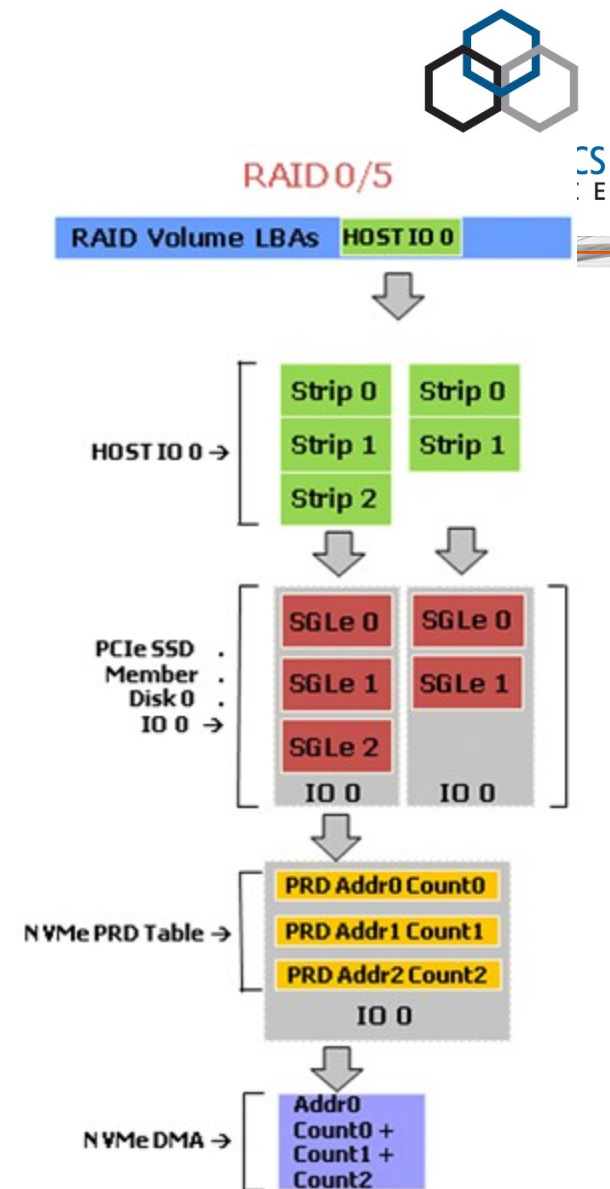 CS
E
RAID 0/5
RAID Volume LBAs HOST IO 0
Strip 0 Strip 0
HOST IO 0 → Strip 1 Strip 1
Strip 2
SGLe 0 SGLe 0
PCIe SSD .
Member . SGLe 1 SGLe 1
Disk 0 .
IO 0 → SGLe 2
IO 0 IO 0
PRD Addr0 Count0
NVMe PRD Table → PRD Addr1 Count1
PRD Addr2 Count2
IO 0
Addr0
NVMe DMA → Count0 +
Count1 +
Count2